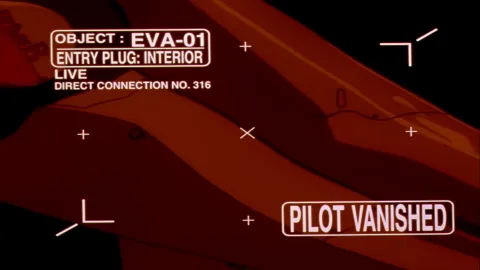 OBJECT : EVA-01
ENTRY PLUG: INTERIOR
LIVE
DIRECT CONNECTION NO. 316
PILOT VANISHED